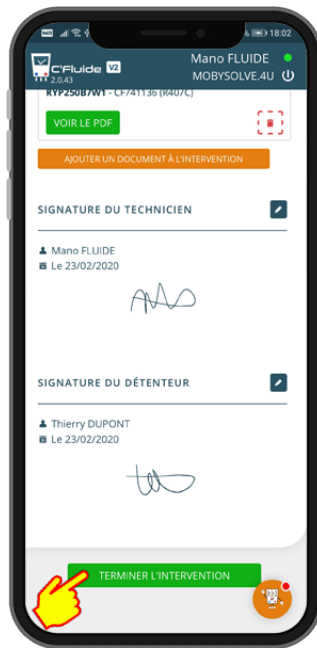 18:02
C'Fluide V2
2.0.43
Mano FLUIDE
MOBYSOLVE.4U
RYP250B7W1 - CF741136 (R407C)
VOIR LE PDF
AJOUTER UN DOCUMENT À L'INTERVENTION
SIGNATURE DU TECHNICIEN
Mano FLUIDE
Le 23/02/2020
SIGNATURE DU DÉTENTEUR
Thierry DUPONT
Le 23/02/2020
TERMINER L'INTERVENTION